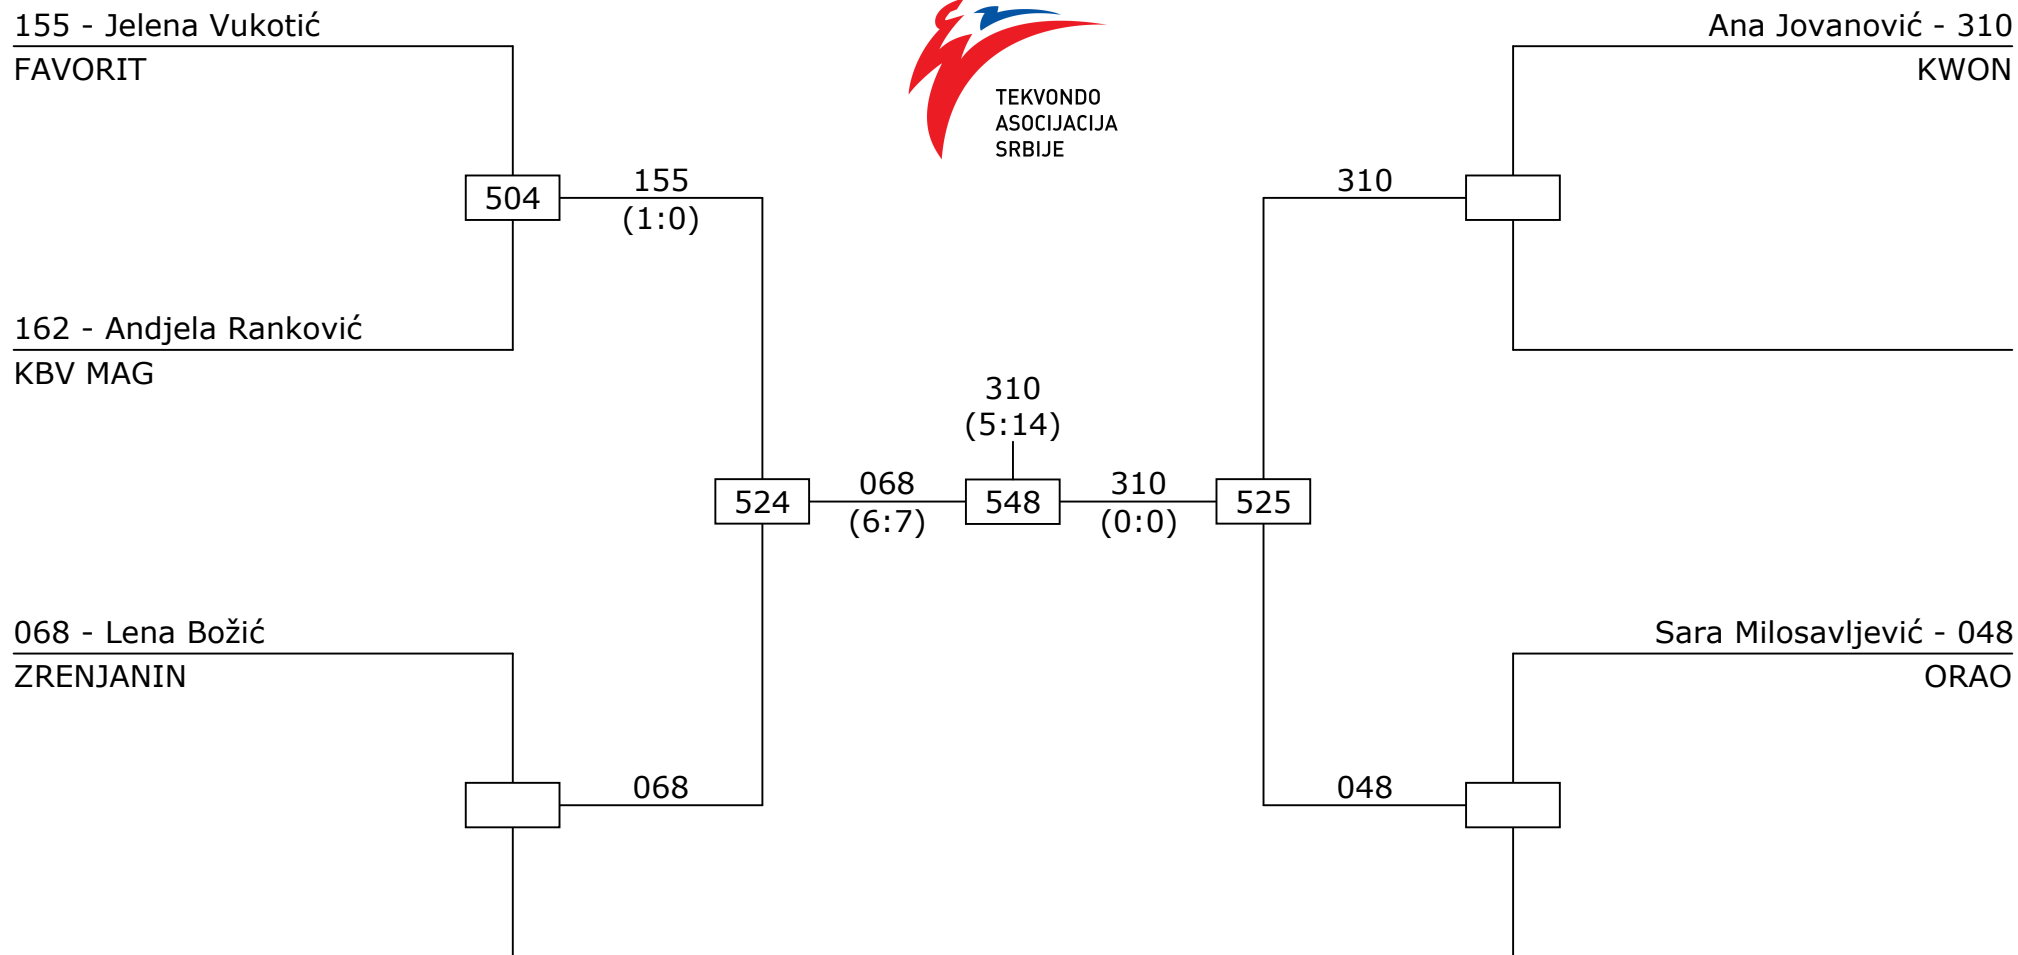 155 - Jelena Vukotić
FAVORIT
TEKVONDO
ASOCIJACIJA
SRBIJE
Ana Jovanović - 310
KWON
504
155
(1:0)
310
162 - Andjela Ranković
KBV MAG
310
(5:14)
524
068
(6:7)
548
310
(0:0)
525
068 - Lena Božić
ZRENJANIN
Sara Milosavljević - 048
ORAO
068
048